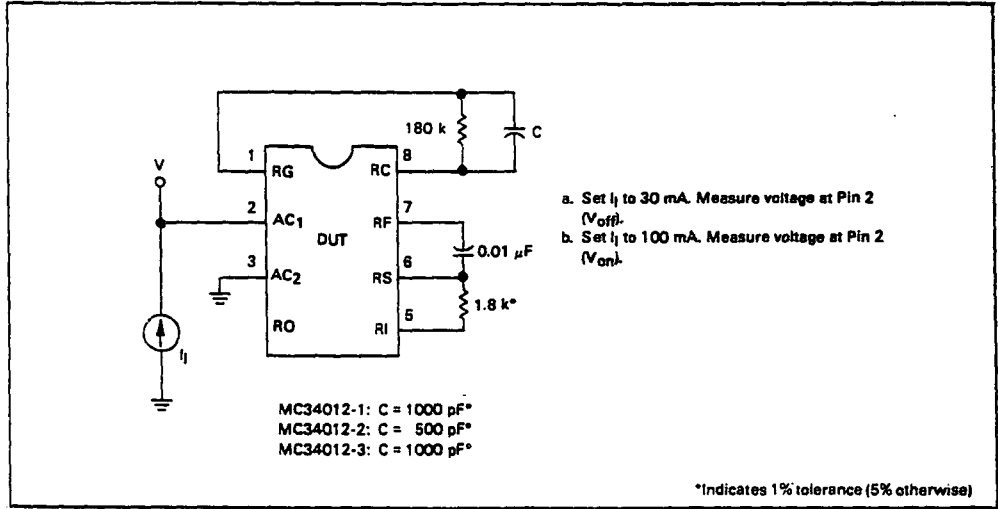 180 k
C
V
1
RG
RC
8
2
AC1
DUT
RF
7
0.01 μF
3
AC2
RS
6
1.8 k*
RO
RI
5
II
a. Set II to 30 mA. Measure voltage at Pin 2
(Voff).
b. Set II to 100 mA. Measure voltage at Pin 2
(Von).
MC34012-1: C = 1000 pF*
MC34012-2: C = 500 pF*
MC34012-3: C = 1000 pF*
*Indicates 1% tolerance (5% otherwise)